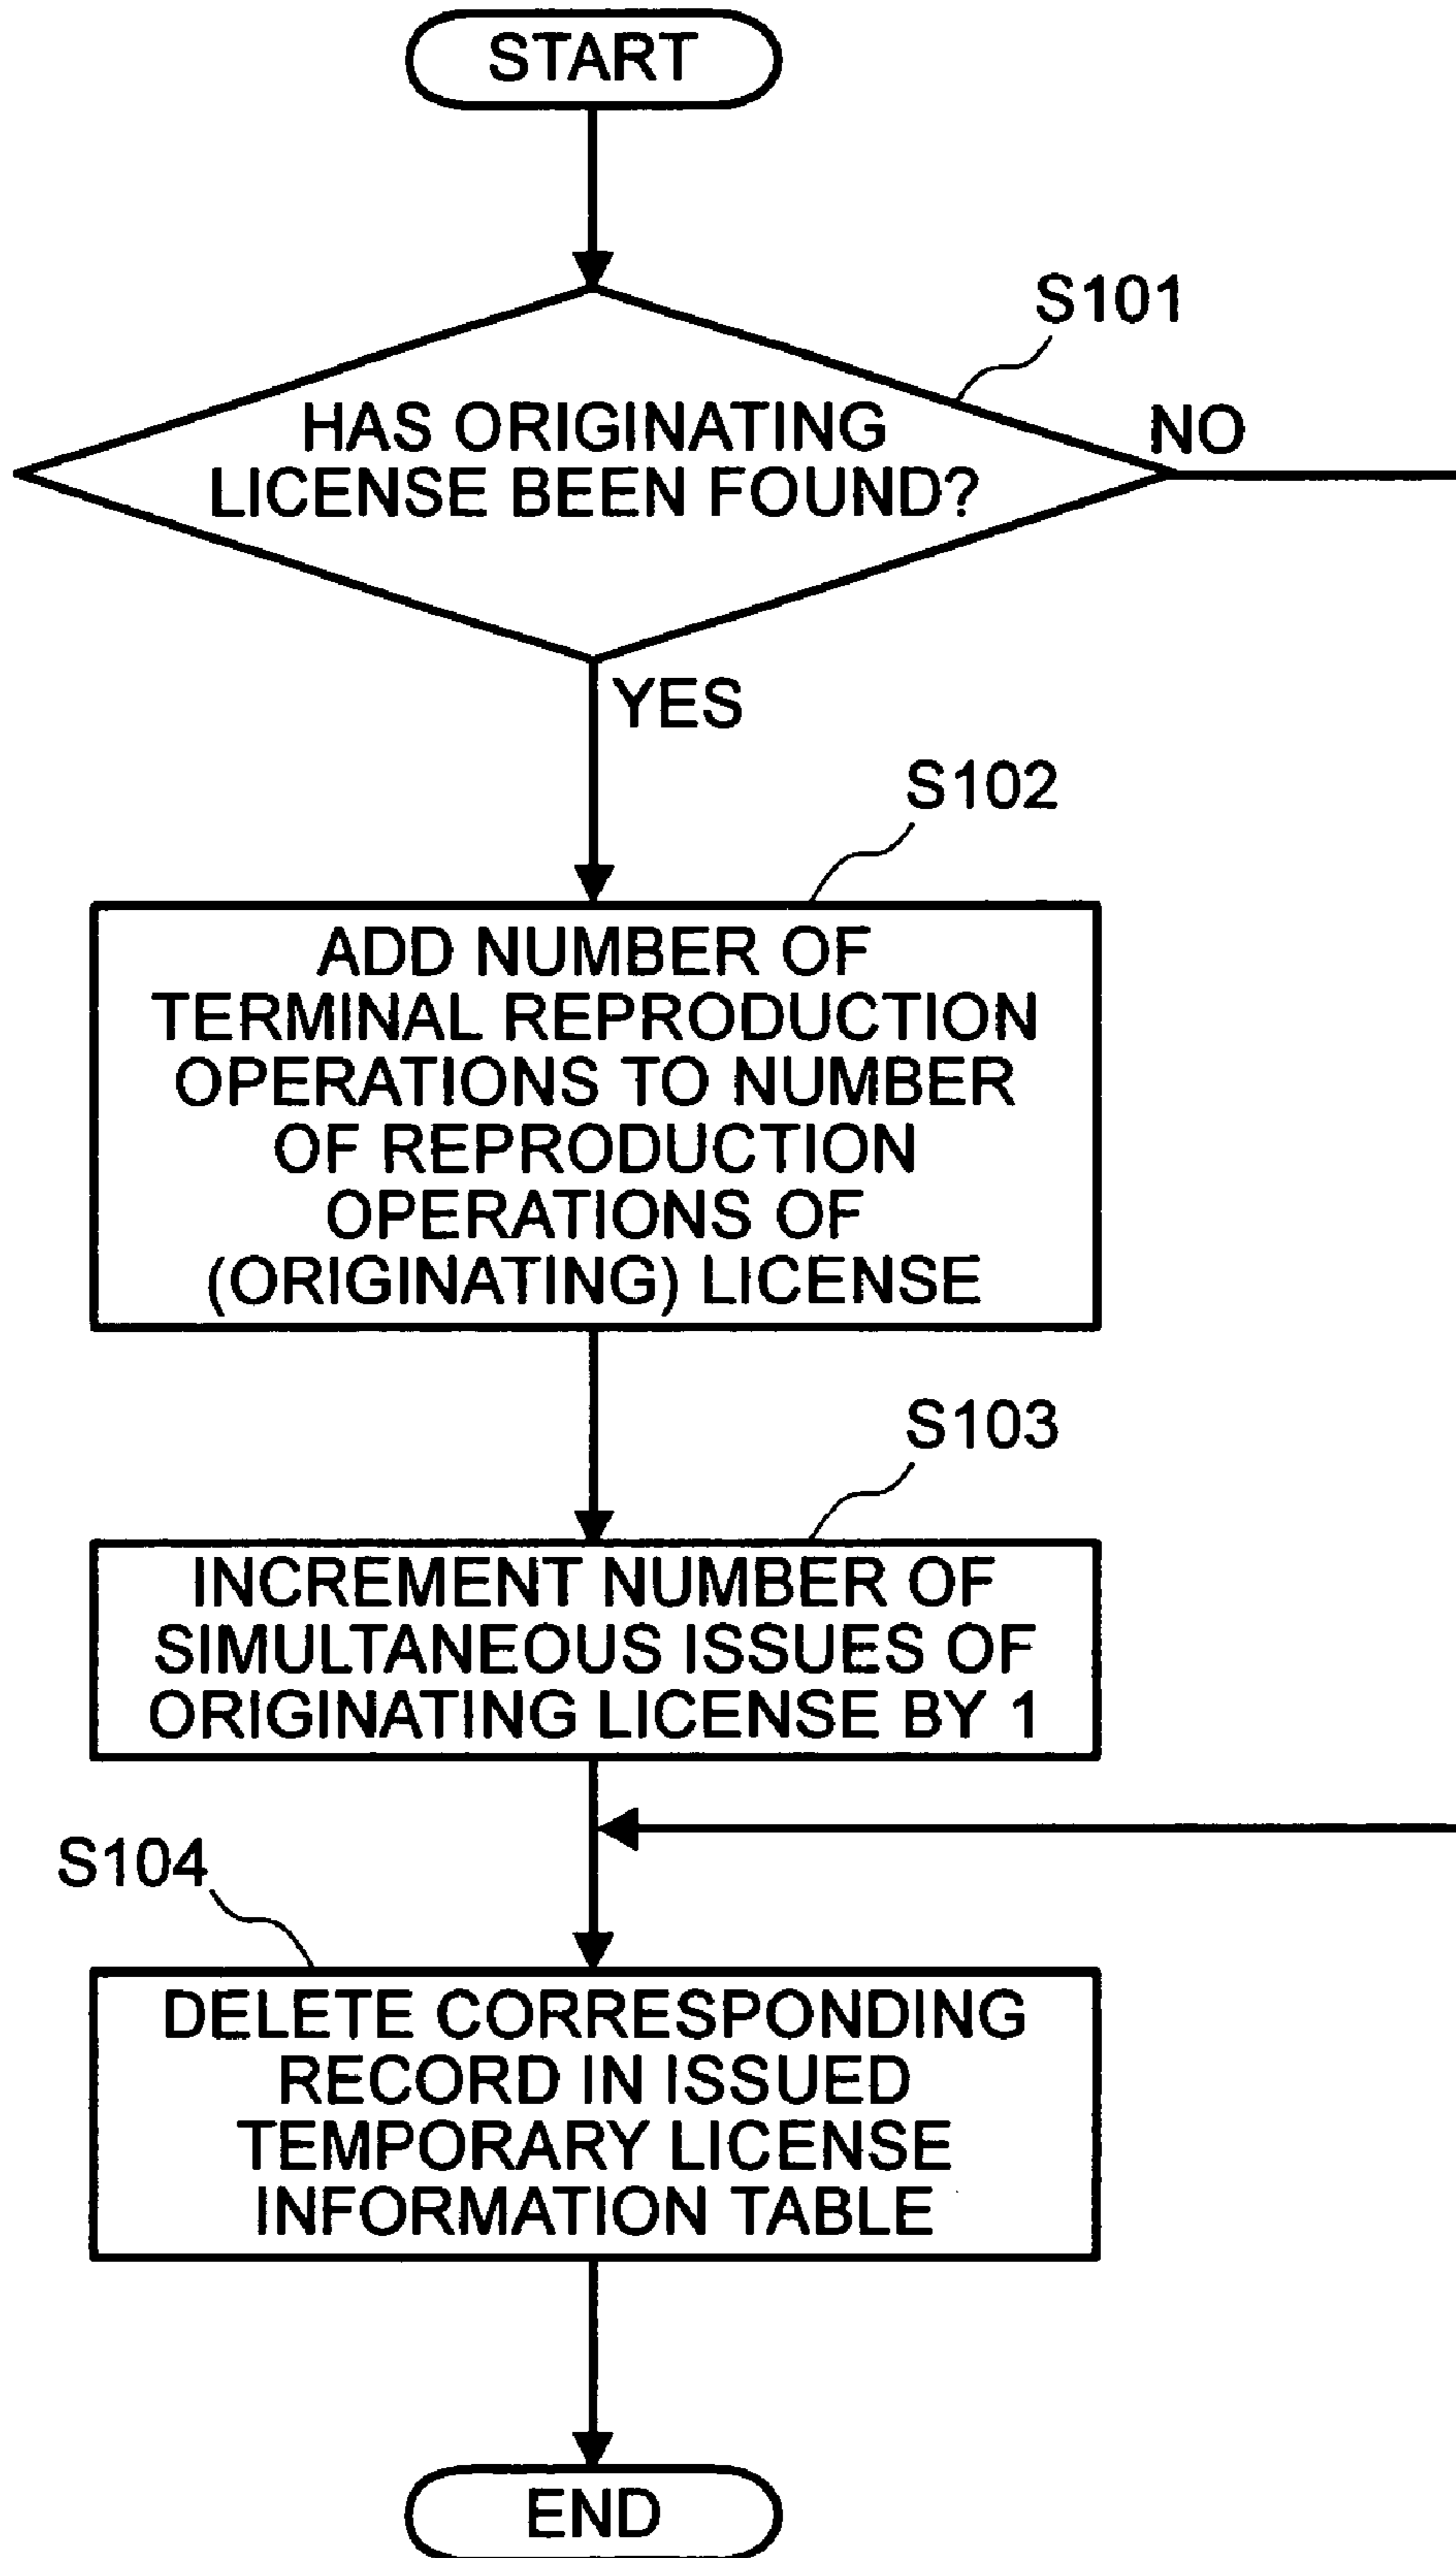 START
S101
HAS ORIGINATING
LICENSE BEEN FOUND?
NO
YES
S102
ADD NUMBER OF
TERMINAL REPRODUCTION
OPERATIONS TO NUMBER
OF REPRODUCTION
OPERATIONS OF
(ORIGINATING) LICENSE
S103
INCREMENT NUMBER OF
SIMULTANEOUS ISSUES OF
ORIGINATING LICENSE BY 1
S104
DELETE CORRESPONDING
RECORD IN ISSUED
TEMPORARY LICENSE
INFORMATION TABLE
END